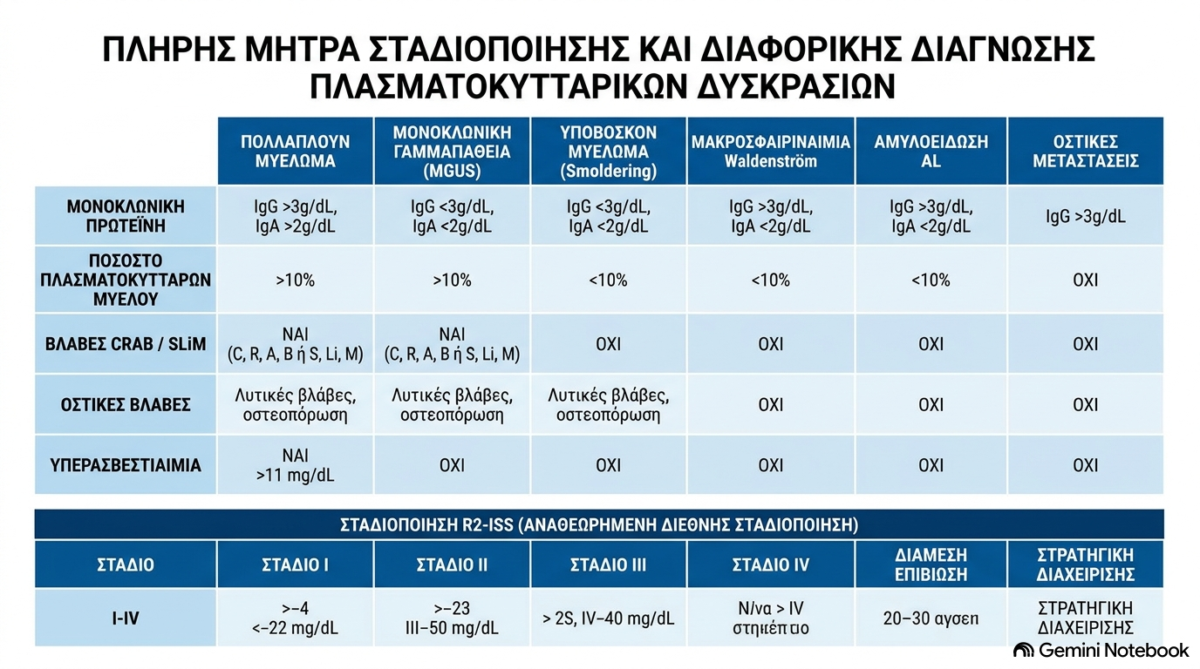 ΠΛΗΡΗΣ ΜΗΤΡΑ ΣΤΑΔΙΟΠΟΙΗΣΗΣ ΚΑΙ ΔΙΑΦΟΡΙΚΗΣ ΔΙΑΓΝΩΣΗΣ
ΠΛΑΣΜΑΤΟΚΥΤΤΑΡΙΚΩΝ ΔΥΣΚΡΑΣΙΩΝ
ΠΟΛΛΑΠΛΟΥΝ
ΜΥΕΛΩΜΑ
ΜΟΝΟΚΛΩΝΙΚΗ
ΓΑΜΜΑΠΑΘΕΙΑ
(MGUS)
ΥΠΟΒΟΣΚΟΝ
ΜΥΕΛΩΜΑ
(Smoldering)
ΜΑΚΡΟΣΦΑΙΡΙΝΑΙΜΙΑ
Waldenström
ΑΜΥΛΟΕΙΔΩΣΗ
AL
ΟΣΤΙΚΕΣ
ΜΕΤΑΣΤΑΣΕΙΣ
ΜΟΝΟΚΛΩΝΙΚΗ
ΠΡΩΤΕΪΝΗ
IgG >3g/dL,
IgA >2g/dL
IgG <3g/dL,
IgA <2g/dL
IgG <3g/dL,
IgA <2g/dL
IgG >3g/dL,
IgA <2g/dL
IgG >3g/dL,
IgA <2g/dL
IgG >3g/dL
ΠΟΣΟΣΤΟ
ΠΛΑΣΜΑΤΟΚΥΤΤΑΡΩΝ
ΜΥΕΛΟΥ
>10%
>10%
<10%
<10%
<10%
ΟΧΙ
ΒΛΑΒΕΣ CRAB / SLiM
ΝΑΙ
(C, R, A, B ή S, Li, M)
ΝΑΙ
(C, R, A, B ή S, Li, M)
ΟΧΙ
ΟΧΙ
ΟΧΙ
ΟΧΙ
ΟΣΤΙΚΕΣ ΒΛΑΒΕΣ
Λυτικές βλάβες,
οστεοπόρωση
Λυτικές βλάβες,
οστεοπόρωση
Λυτικές βλάβες,
οστεοπόρωση
ΟΧΙ
ΟΧΙ
ΟΧΙ
ΥΠΕΡΑΣΒΕΣΤΙΑΙΜΙΑ
ΝΑΙ
>11 mg/dL
ΟΧΙ
ΟΧΙ
ΟΧΙ
ΟΧΙ
ΟΧΙ
ΣΤΑΔΙΟΠΟΙΗΣΗ R2-ISS (ΑΝΑΘΕΩΡΗΜΕΝΗ ΔΙΕΘΝΗΣ ΣΤΑΔΙΟΠΟΙΗΣΗ)
ΣΤΑΔΙΟ
ΣΤΑΔΙΟ I
ΣΤΑΔΙΟ II
ΣΤΑΔΙΟ III
ΣΤΑΔΙΟ IV
ΔΙΑΜΕΣΗ
ΕΠΙΒΙΩΣΗ
ΣΤΡΑΤΗΓΙΚΗ
ΔΙΑΧΕΙΡΙΣΗΣ
I-IV
>−4
<−22 mg/dL
>−23
III−50 mg/dL
> 2S, IV−40 mg/dL
N/να > IV
20−30
ΣΤΡΑΤΗΓΙΚΗ
ΔΙΑΧΕΙΡΙΣΗΣ
Gemini Notebook